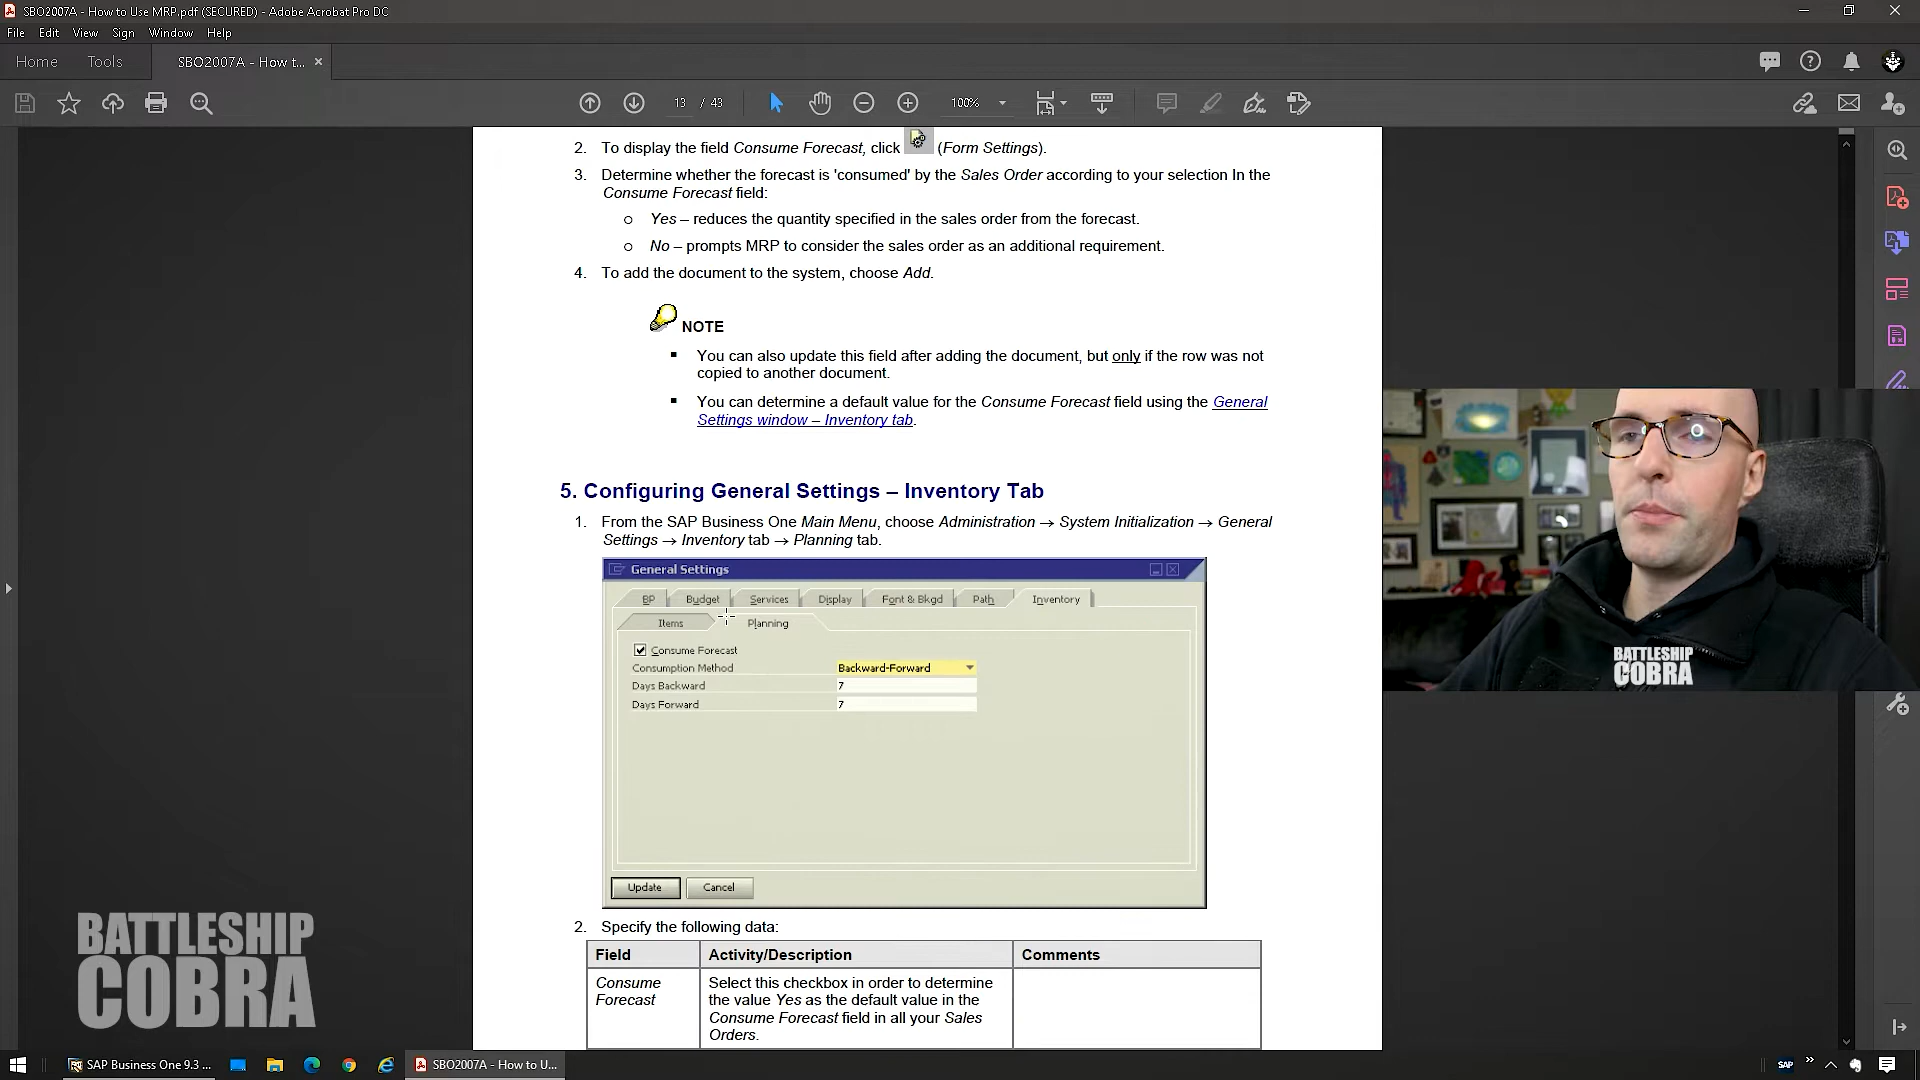 SBO2007A - How to Use MRP.pdf (SECURED) - Adobe Acrobat Pro DC
File Edit View Sign Window Help
Home Tools SBO2007A - How t... ×
13 / 43 100%
2. To display the field Consume Forecast, click (Form Settings).
3. Determine whether the forecast is 'consumed' by the Sales Order according to your selection In the
Consume Forecast field:
o Yes – reduces the quantity specified in the sales order from the forecast.
o No – prompts MRP to consider the sales order as an additional requirement.
4. To add the document to the system, choose Add.
NOTE
▪ You can also update this field after adding the document, but only if the row was not
copied to another document.
▪ You can determine a default value for the Consume Forecast field using the General
Settings window – Inventory tab.
5. Configuring General Settings – Inventory Tab
1. From the SAP Business One Main Menu, choose Administration → System Initialization → General
Settings → Inventory tab → Planning tab.
General Settings
BP Budget Services Display Font & Bkgd Path Inventory
Items Planning
Consume Forecast
Consumption Method Backward-Forward
Days Backward 7
Days Forward 7
Update Cancel
2. Specify the following data:
Field Activity/Description Comments
Consume
Forecast
Select this checkbox in order to determine
the value Yes as the default value in the
Consume Forecast field in all your Sales
Orders.
BATTLESHIP
COBRA
BATTLESHIP
COBRA
SAP Business One 9.3 ... SBO2007A - How to U... SAP